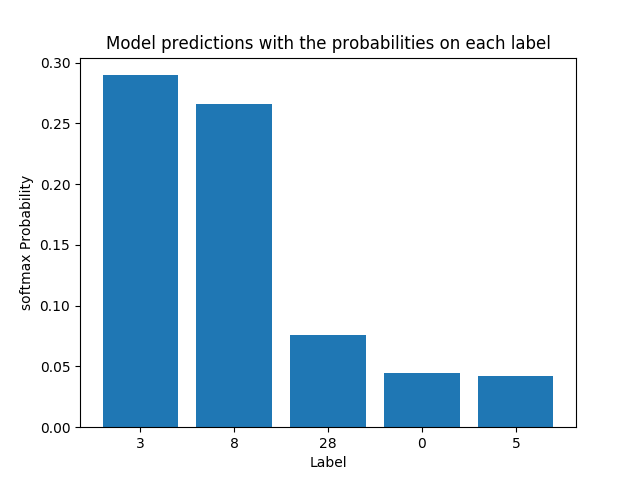 Model predictions with the probabilities on each label
softmax Probability
0.30
0.25
0.20
0.15
0.10
0.05
0.00
3 8 28 0 5
Label